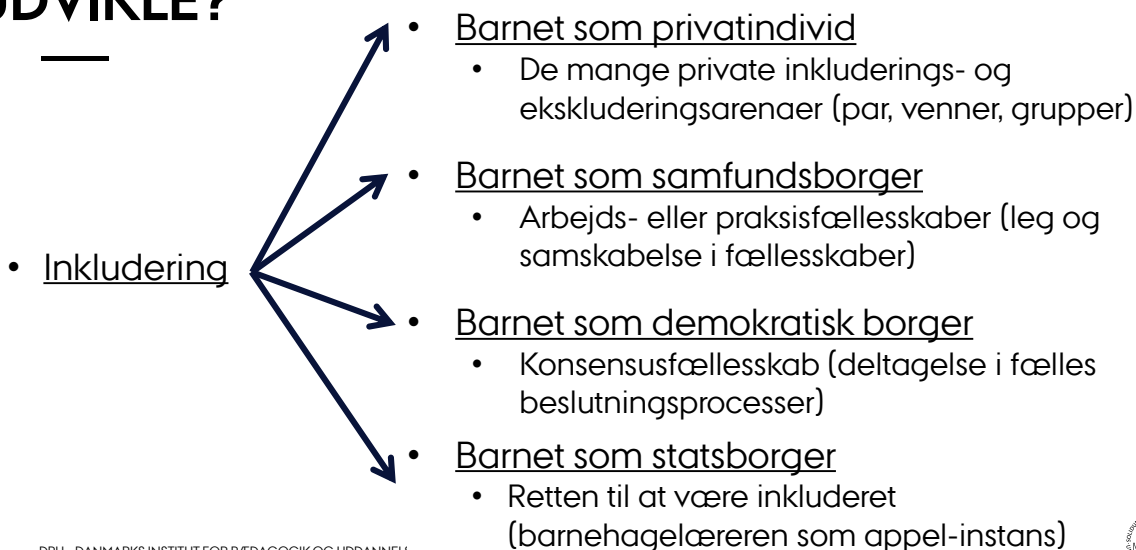 UDVIKLE?
• Inkludering
• Barnet som privatindivid
• De mange private inkluderings- og
ekskluderingsarenaer (par, venner, grupper)
• Barnet som samfundsborger
• Arbejds- eller praksisfællesskaber (leg og
samskabelse i fællesskaber)
• Barnet som demokratisk borger
• Konsensusfællesskab (deltagelse i fælles
beslutningsprocesser)
• Barnet som statsborger
• Retten til at være inkluderet
(barnehagelæreren som appel-instans)